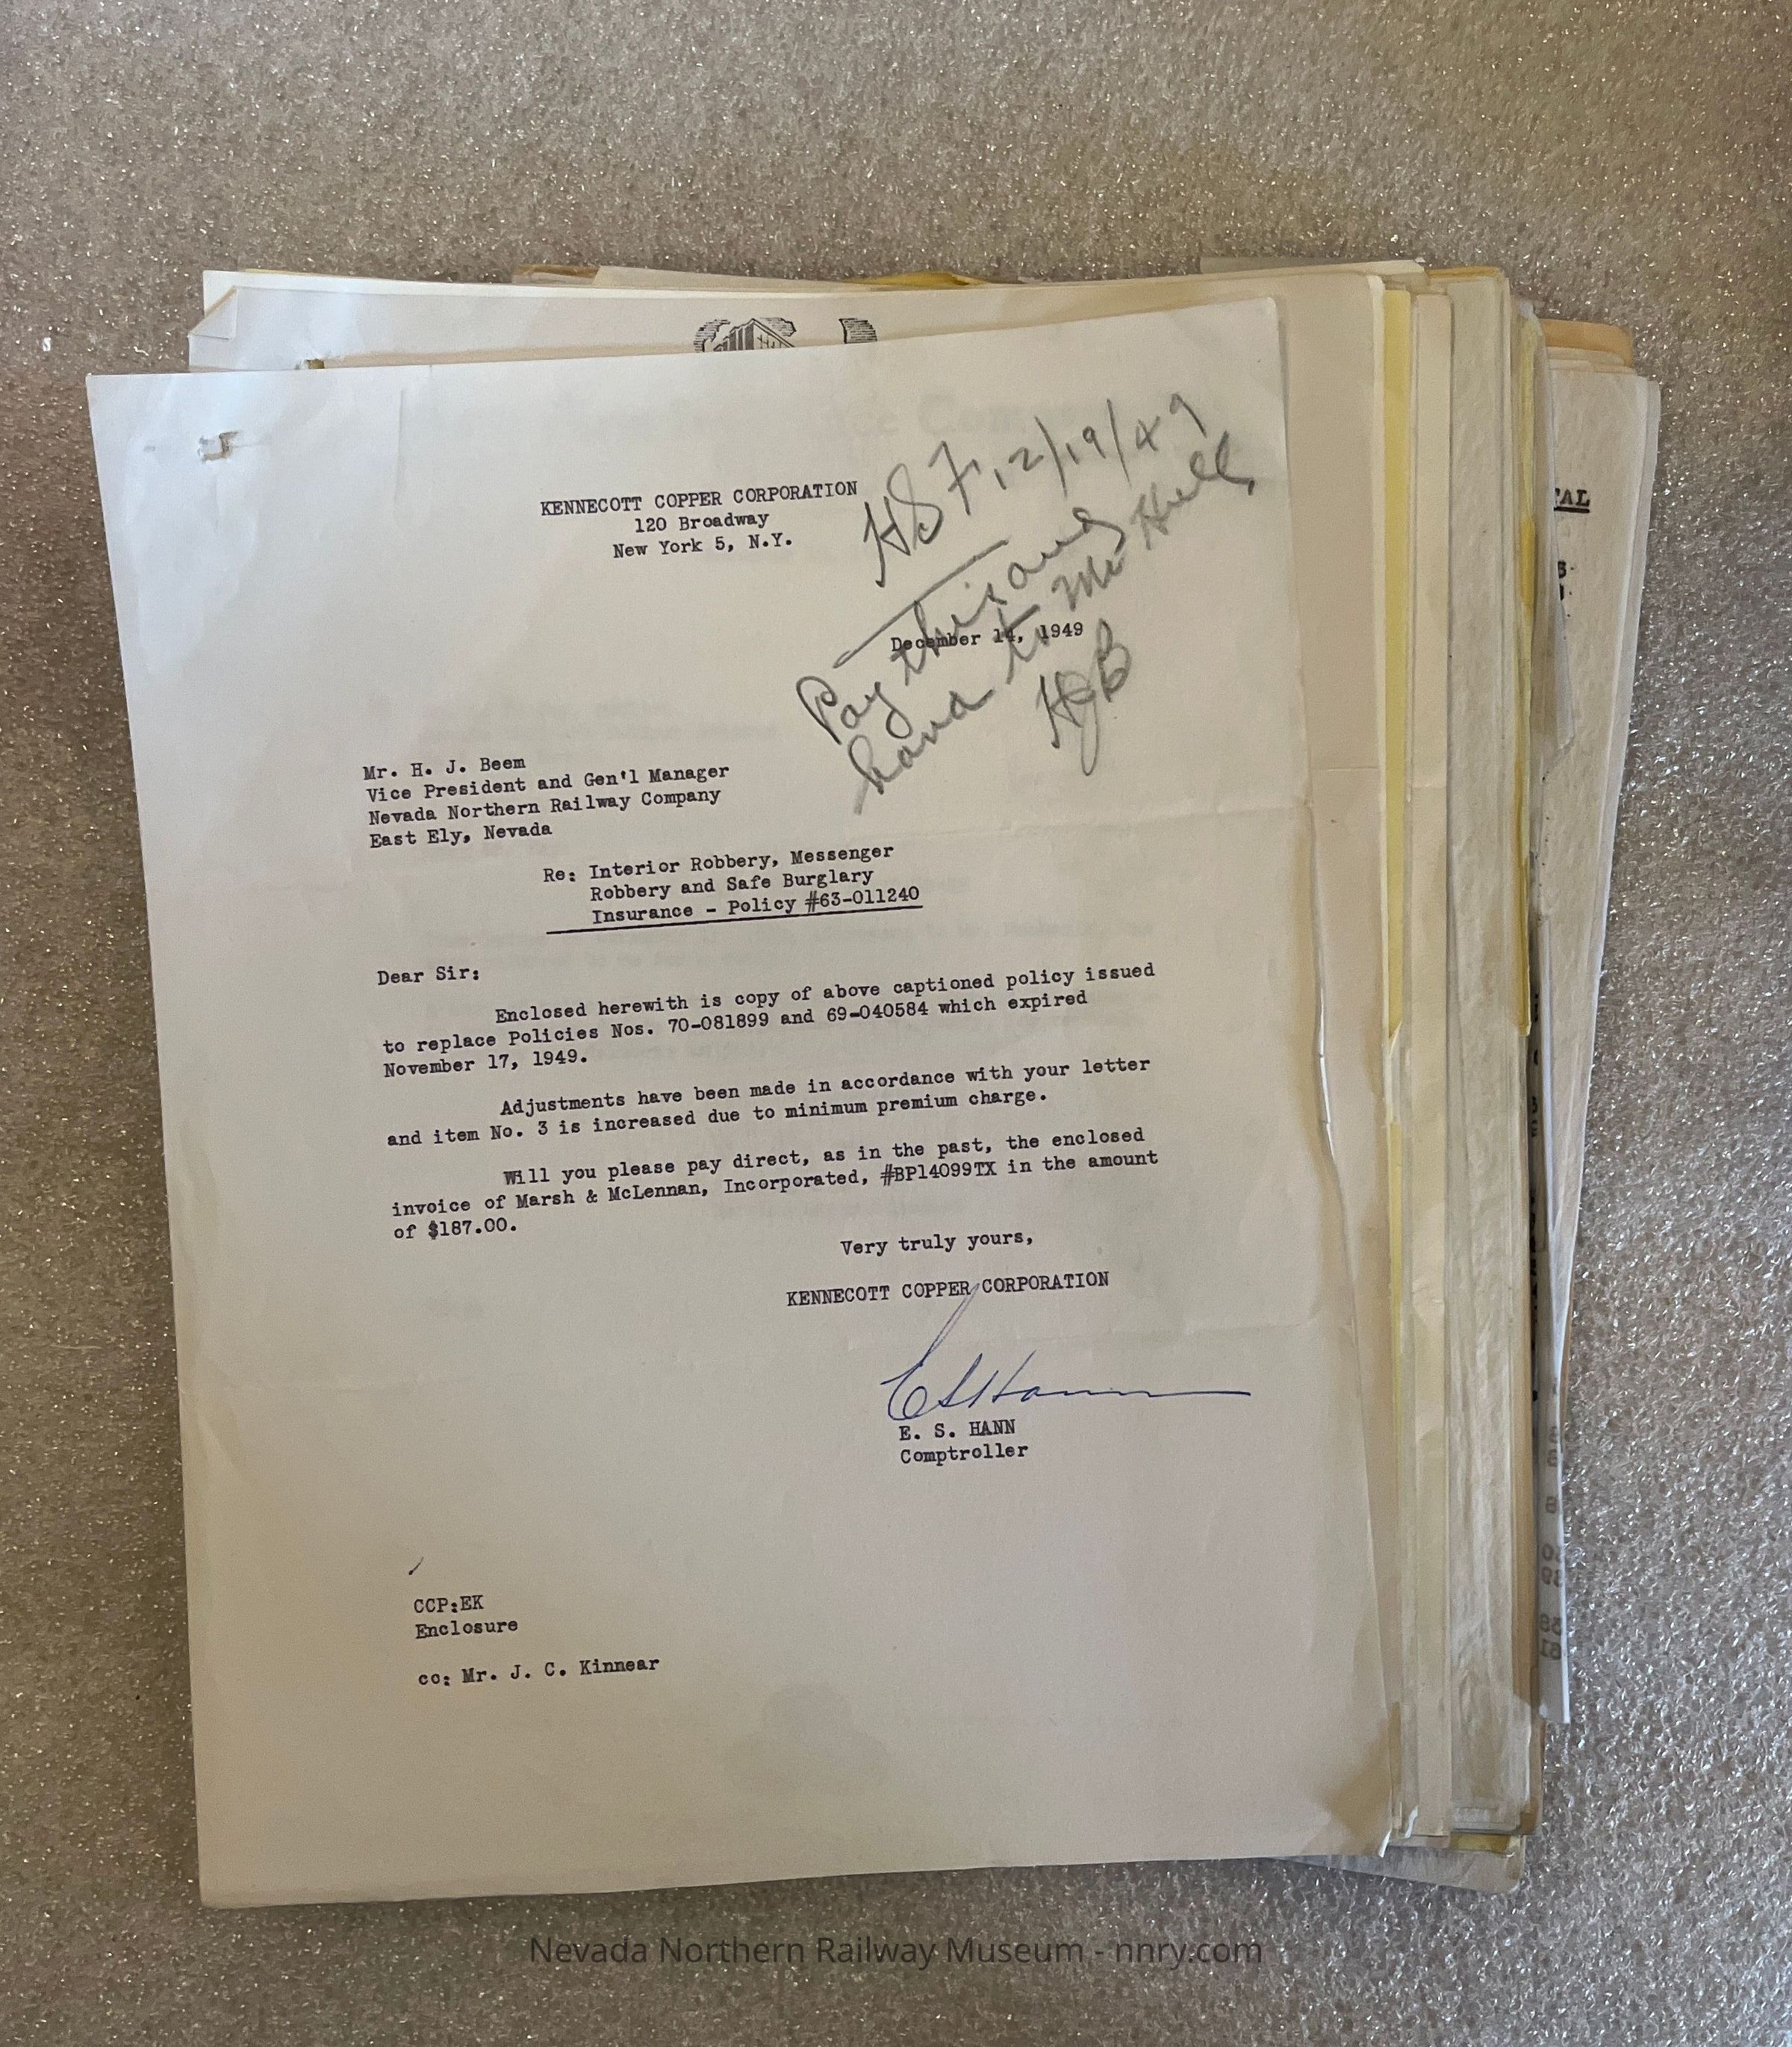 KENNECOTT COPPER CORPORATION
120 Broadway
New York 5, N.Y.
HSF, 12/19/49
Pay this and
hand to Mr Hull
HJB
December 14, 1949
Mr. H. J. Beem
Vice President and Gen'l Manager
Nevada Northern Railway Company
East Ely, Nevada
Re: Interior Robbery, Messenger
Robbery and Safe Burglary
Insurance - Policy #63-011240
Dear Sir:
Enclosed herewith is copy of above captioned policy issued
to replace Policies Nos. 70-081899 and 69-040584 which expired
November 17, 1949.
Adjustments have been made in accordance with your letter
and item No. 3 is increased due to minimum premium charge.
Will you please pay direct, as in the past, the enclosed
invoice of Marsh & McLennan, Incorporated, #BP14099TX in the amount
of $187.00.
Very truly yours,
KENNECOTT COPPER CORPORATION
E S Hann
E. S. HANN
Comptroller
CCP:EK
Enclosure
cc: Mr. J. C. Kinnear
Nevada Northern Railway Museum - nnry.com